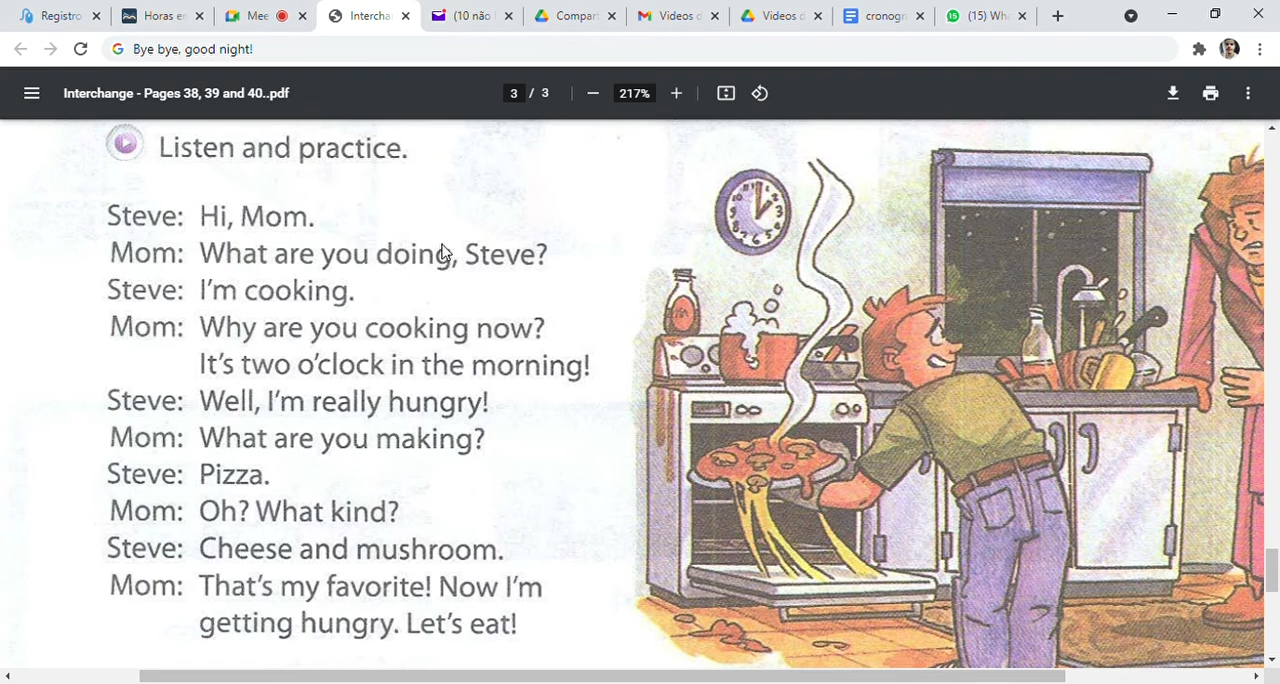 Registro
Horas e
Mee
Intercha
(10 não
Compart
Videos d
Videos d
cronogr
(15) Wha
Bye bye, good night!
Interchange - Pages 38, 39 and 40..pdf
3 / 3
217%
Listen and practice.
Steve: Hi, Mom.
Mom: What are you doing, Steve?
Steve: I'm cooking.
Mom: Why are you cooking now?
It's two o'clock in the morning!
Steve: Well, I'm really hungry!
Mom: What are you making?
Steve: Pizza.
Mom: Oh? What kind?
Steve: Cheese and mushroom.
Mom: That's my favorite! Now I'm
getting hungry. Let's eat!